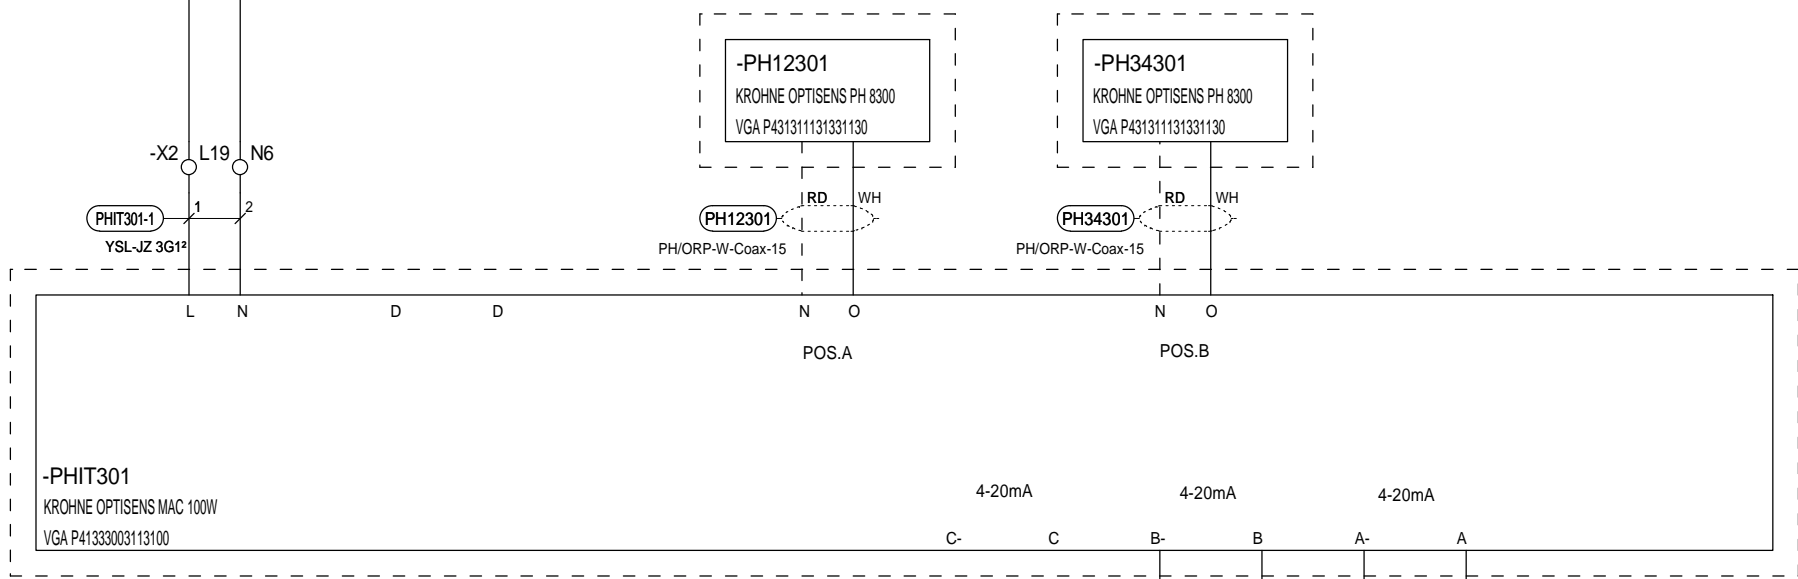 -PH12301
KROHNE OPTISENS PH 8300
VGA P431311131331130
-PH34301
KROHNE OPTISENS PH 8300
VGA P431311131331130
-X2 L19 N6
PHIT301-1 1 2
YSL-JZ 3G1²
RD WH
PH12301
PH/ORP-W-Coax-15
RD WH
PH34301
PH/ORP-W-Coax-15
L N D D N O N O
POS.A POS.B
-PHIT301
KROHNE OPTISENS MAC 100W
VGA P41333003113100
4-20mA 4-20mA 4-20mA
C- C B- B A- A